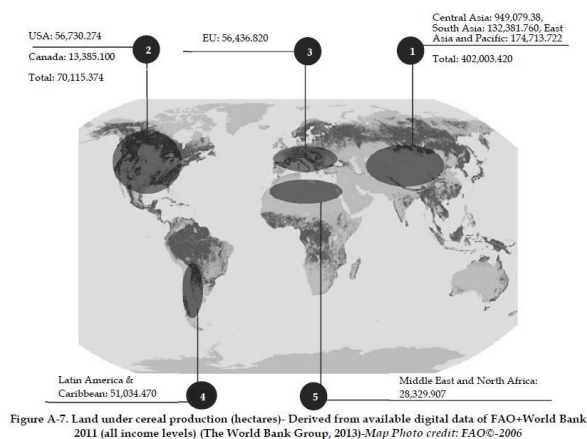 USA: 56,730.274
Canada: 13,385.100
Total: 70,115.374
2
EU: 56,436.820
3
Central Asia: 949,079.38,
South Asia: 132,381.760, East
Asia and Pacific: 174,713.722
Total: 402,003.420
1
Latin America &
Caribbean: 51,034.470
4
5
Middle East and North Africa:
28,329.907
Figure A-7. Land under cereal production (hectares)- Derived from available digital data of FAO+World Bank
2011 (all income levels) (The World Bank Group, 2013)-Map Photo credit: FAO©-2006